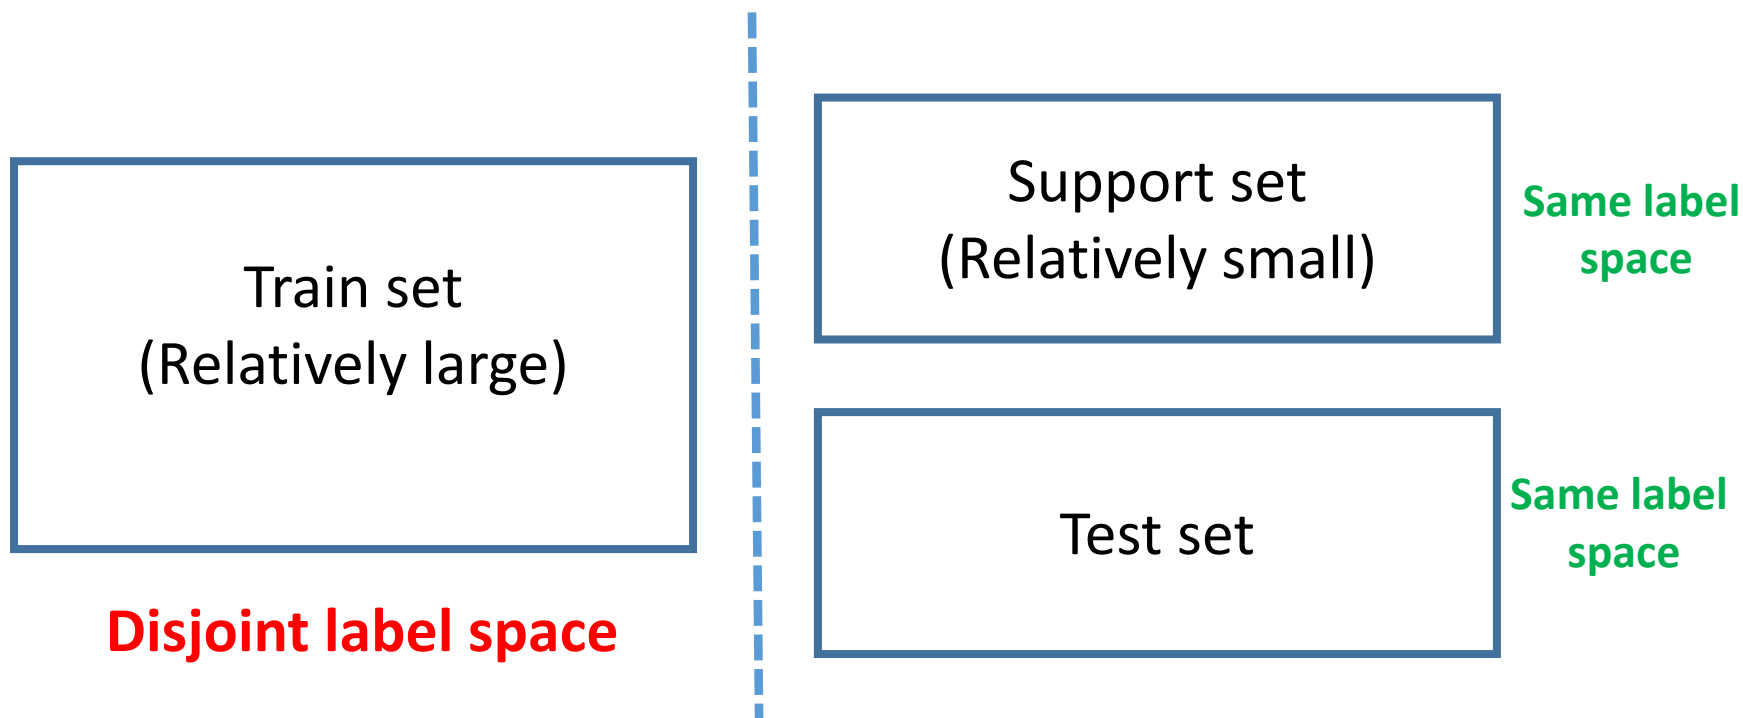 Train set
(Relatively large)
Disjoint label space
Support set
(Relatively small)
Same label
space
Test set
Same label
space